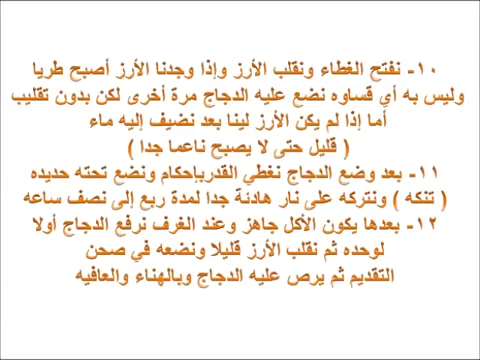 ١٠- نفتح الغطاء ونقلب الأرز وإذا وجدنا الأرز أصبح طريا
وليس به أي قساوه نضع عليه الدجاج مرة أخرى لكن بدون تقليب
أما إذا لم يكن الأرز لينا بعد نضيف إليه ماء
( قليل حتى لا يصبح ناعما جدا )
١١- بعد وضع الدجاج نغطي القدربإحكام ونضع تحته حديده
( تنكه ) ونتركه على نار هادئة جدا لمدة ربع إلى نصف ساعه
١٢- بعدها يكون الأكل جاهز وعند الغرف نرفع الدجاج أولا
لوحده ثم نقلب الأرز قليلا ونضعه في صحن
التقديم ثم يرص عليه الدجاج وبالهناء والعافيه